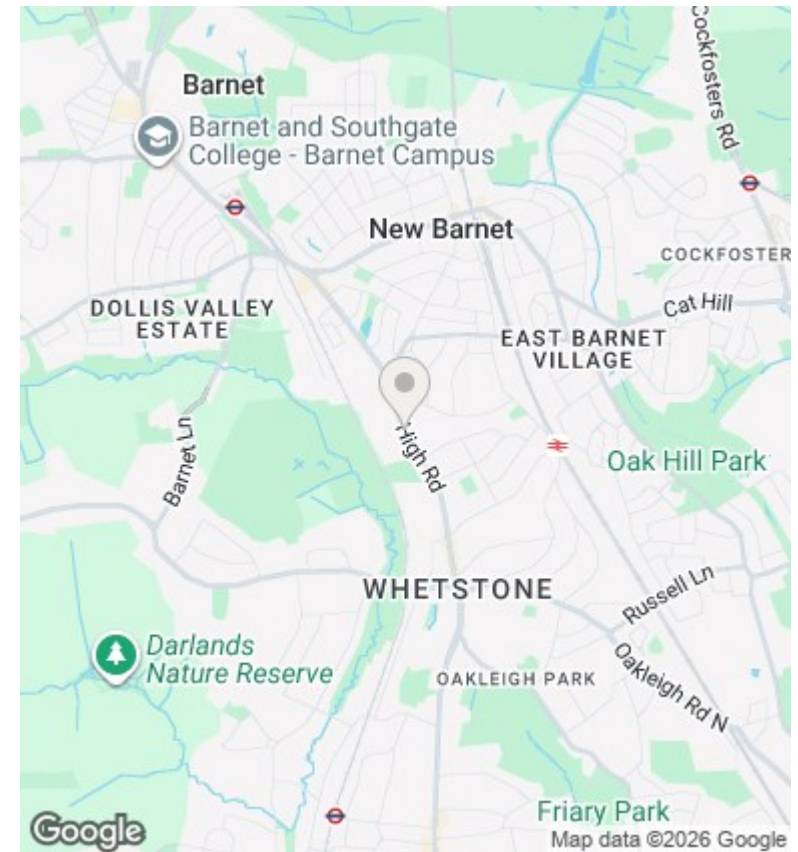 Cockfosters Rd
Barnet
Barnet and Southgate
College - Barnet Campus
New Barnet
COCKFOSTER
DOLLIS VALLEY
ESTATE
Cat Hill
EAST BARNET
VILLAGE
Barnet Ln
High Rd
Oak Hill Park
WHETSTONE
Russell Ln
Darlands
Nature Reserve
OAKLEIGH PARK
Oakleigh Rd N
Friary Park
Google
Map data ©2026 Google